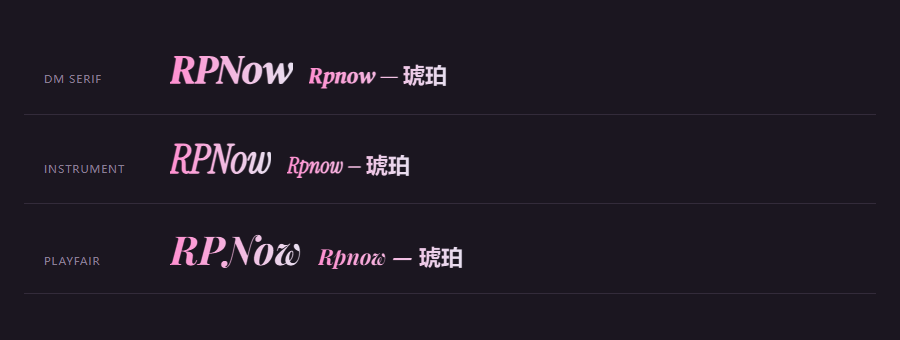 DM SERIF RPNow Rpnow — 琥珀
INSTRUMENT RPNow Rpnow — 琥珀
PLAYFAIR RPNow Rpnow — 琥珀